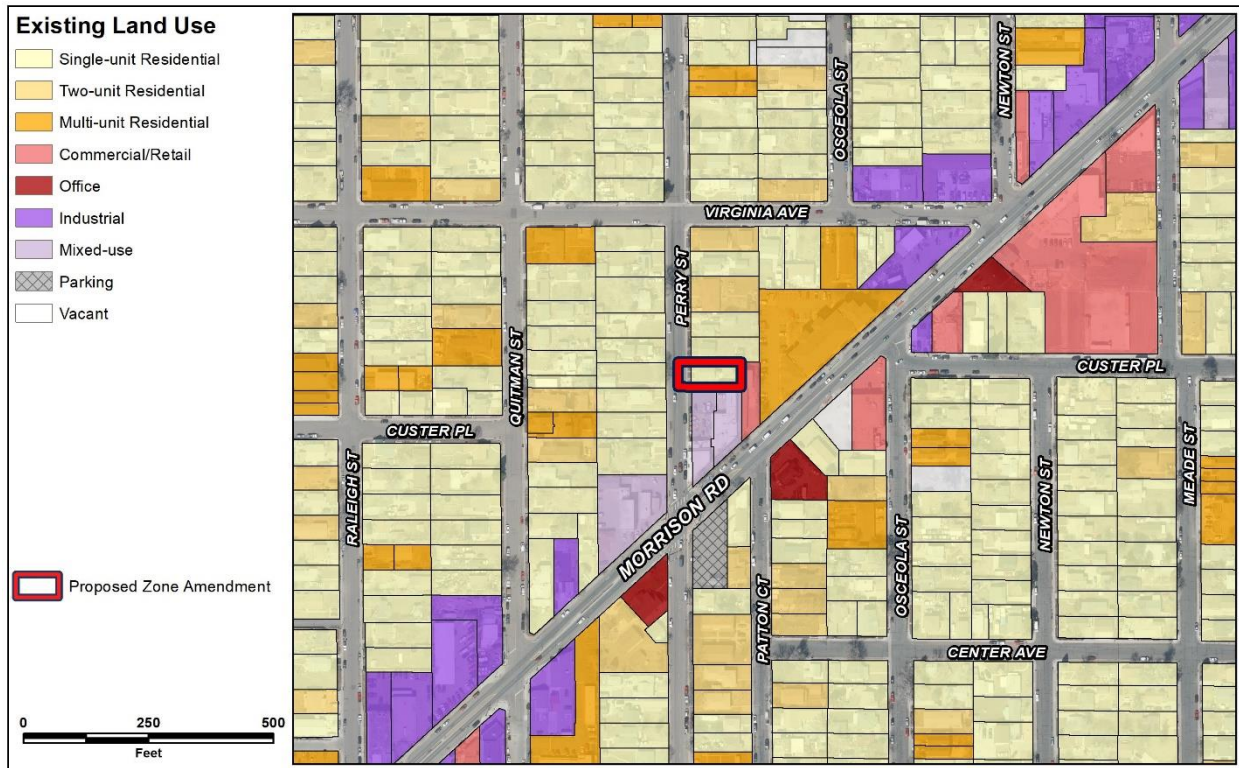 Existing Land Use
Single-unit Residential
Two-unit Residential
Multi-unit Residential
Commercial/Retail
Office
Industrial
Mixed-use
Parking
Vacant
Proposed Zone Amendment
0 250 500
Feet
OSCEOLA ST
NEWTON ST
VIRGINIA AVE
PERRY ST
QUITMAN ST
CUSTER PL
CUSTER PL
RALEIGH ST
MORRISON RD
PATTON CT
OSCEOLA ST
NEWTON ST
MEADE ST
CENTER AVE